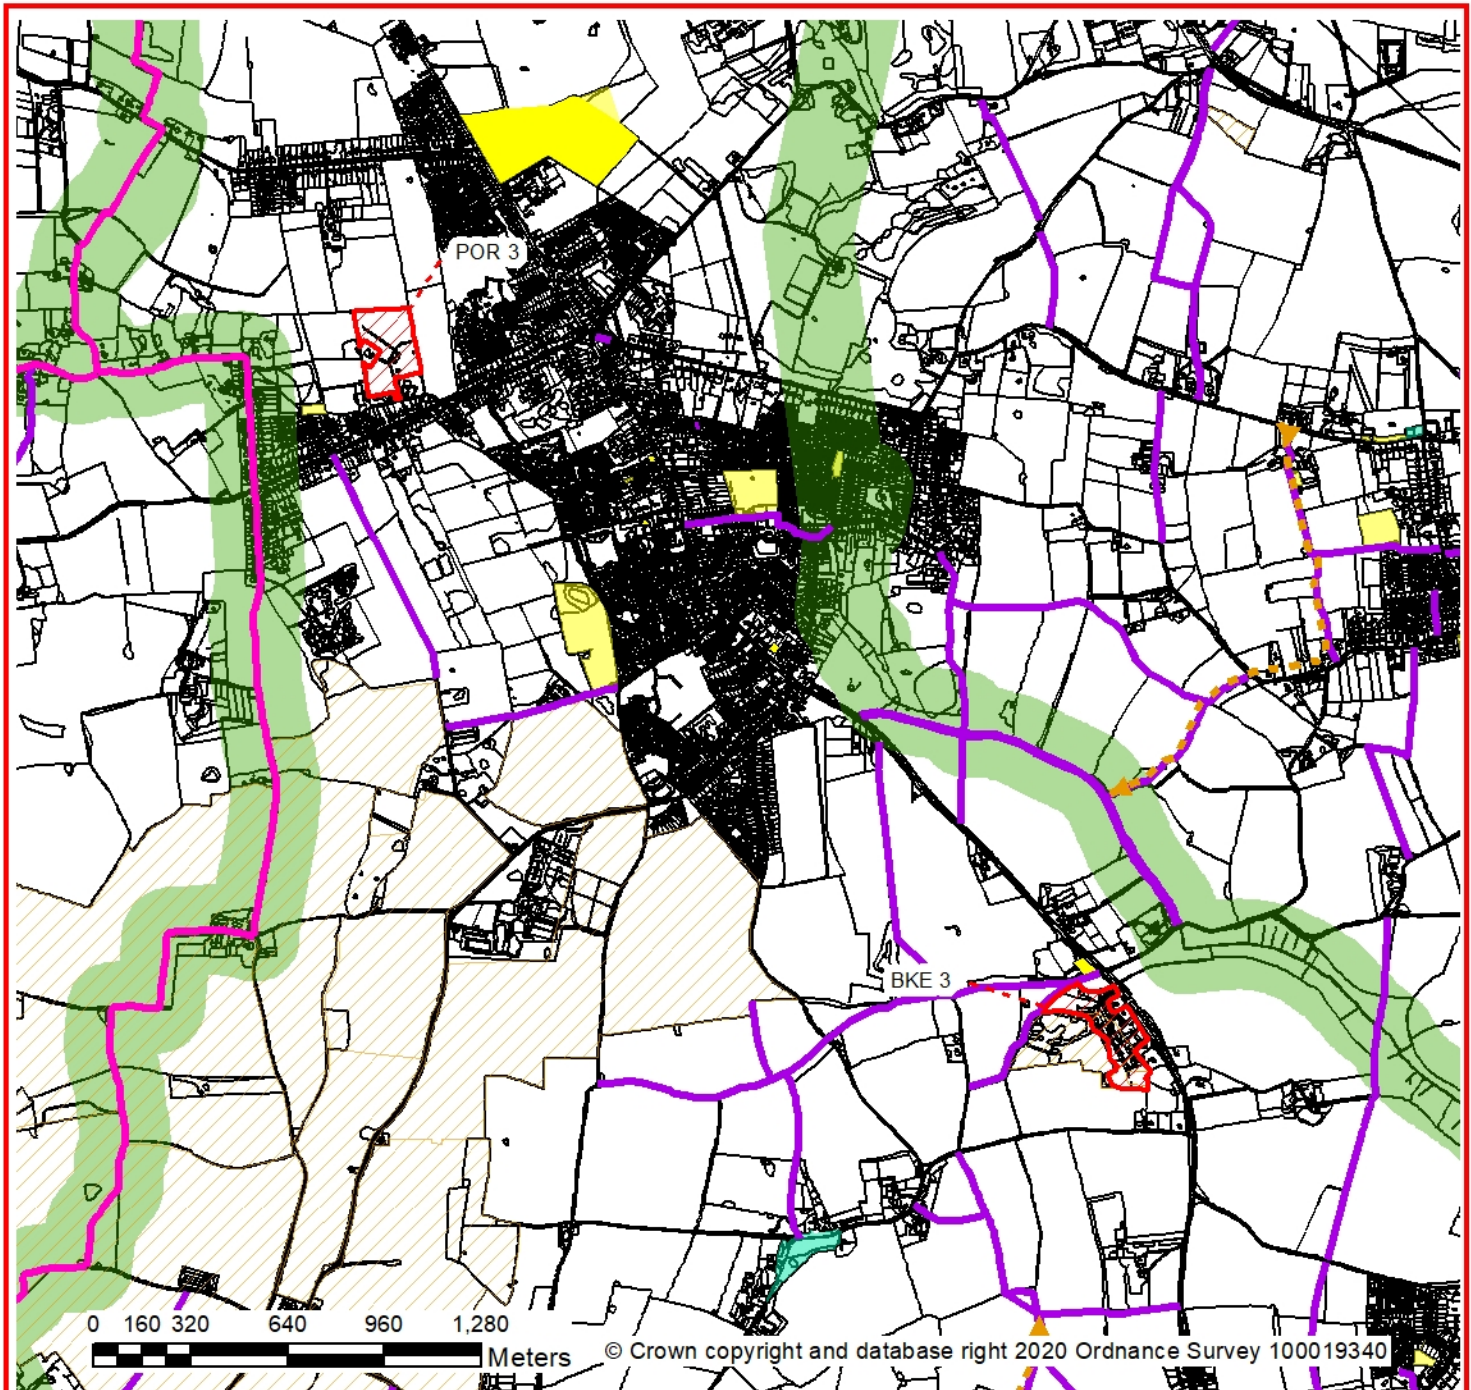 POR 3
BKE 3
0 160 320 640 960 1,280
Meters
© Crown copyright and database right 2020 Ordnance Survey 100019340